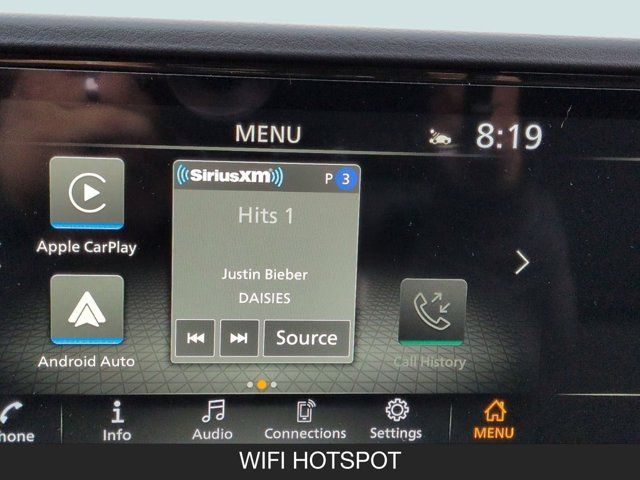 MENU
8:19
Apple CarPlay
SiriusXM
P 3
Hits 1
Justin Bieber
DAISIES
Source
Android Auto
Call History
Phone
Info
Audio
Connections
Settings
MENU
WIFI HOTSPOT